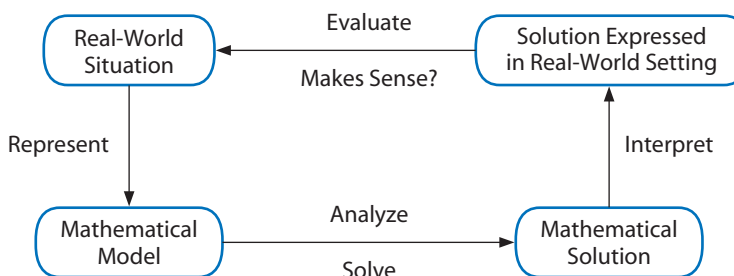 Real-World
Situation
Evaluate
Makes Sense?
Solution Expressed
in Real-World Setting
Represent
Interpret
Mathematical
Model
Analyze
Solve
Mathematical
Solution